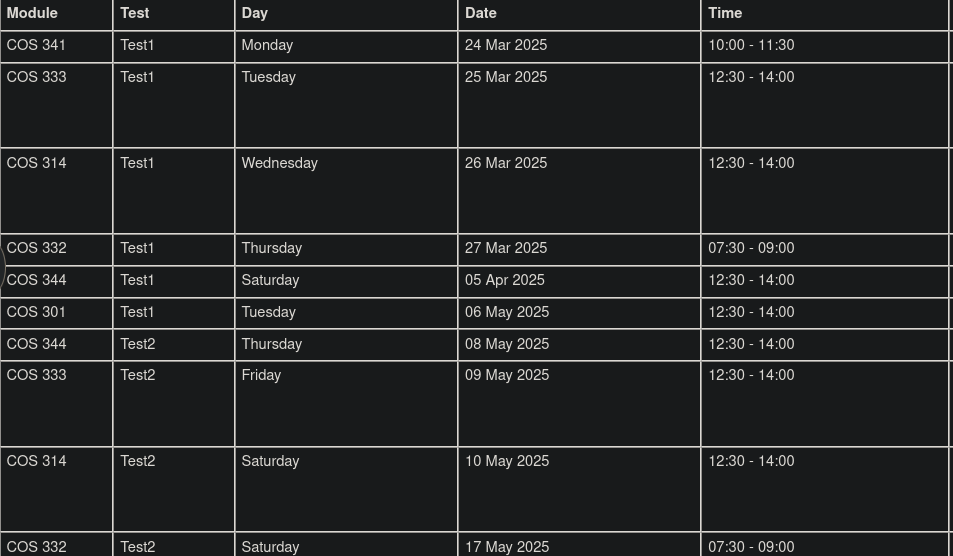 Module Test Day Date Time
COS 341 Test1 Monday 24 Mar 2025 10:00 - 11:30
COS 333 Test1 Tuesday 25 Mar 2025 12:30 - 14:00
COS 314 Test1 Wednesday 26 Mar 2025 12:30 - 14:00
COS 332 Test1 Thursday 27 Mar 2025 07:30 - 09:00
COS 344 Test1 Saturday 05 Apr 2025 12:30 - 14:00
COS 301 Test1 Tuesday 06 May 2025 12:30 - 14:00
COS 344 Test2 Thursday 08 May 2025 12:30 - 14:00
COS 333 Test2 Friday 09 May 2025 12:30 - 14:00
COS 314 Test2 Saturday 10 May 2025 12:30 - 14:00
COS 332 Test2 Saturday 17 May 2025 07:30 - 09:00